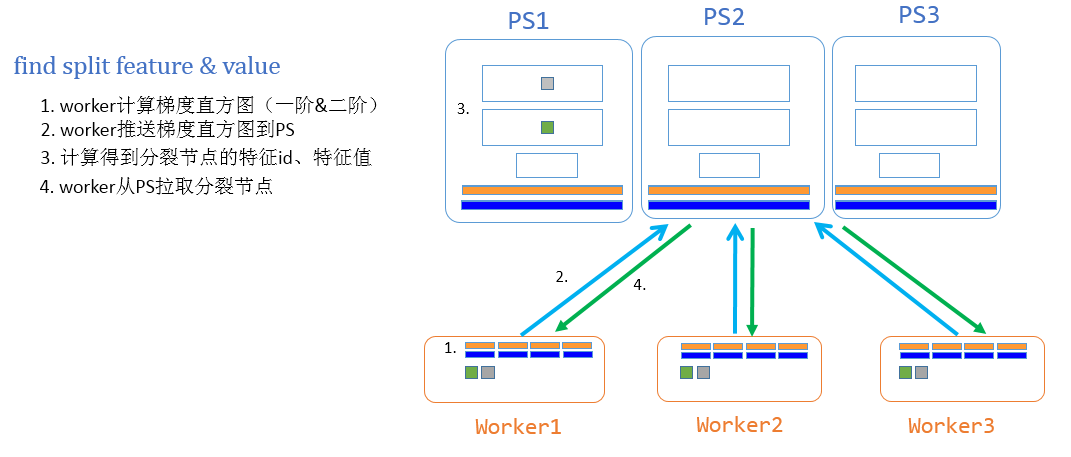 PS1
PS2
PS3
find split feature & value
1. worker计算梯度直方图（一阶&二阶）
2. worker推送梯度直方图到PS
3. 计算得到分裂节点的特征id、特征值
4. worker从PS拉取分裂节点
3.
2.
4.
1.
Worker1
Worker2
Worker3